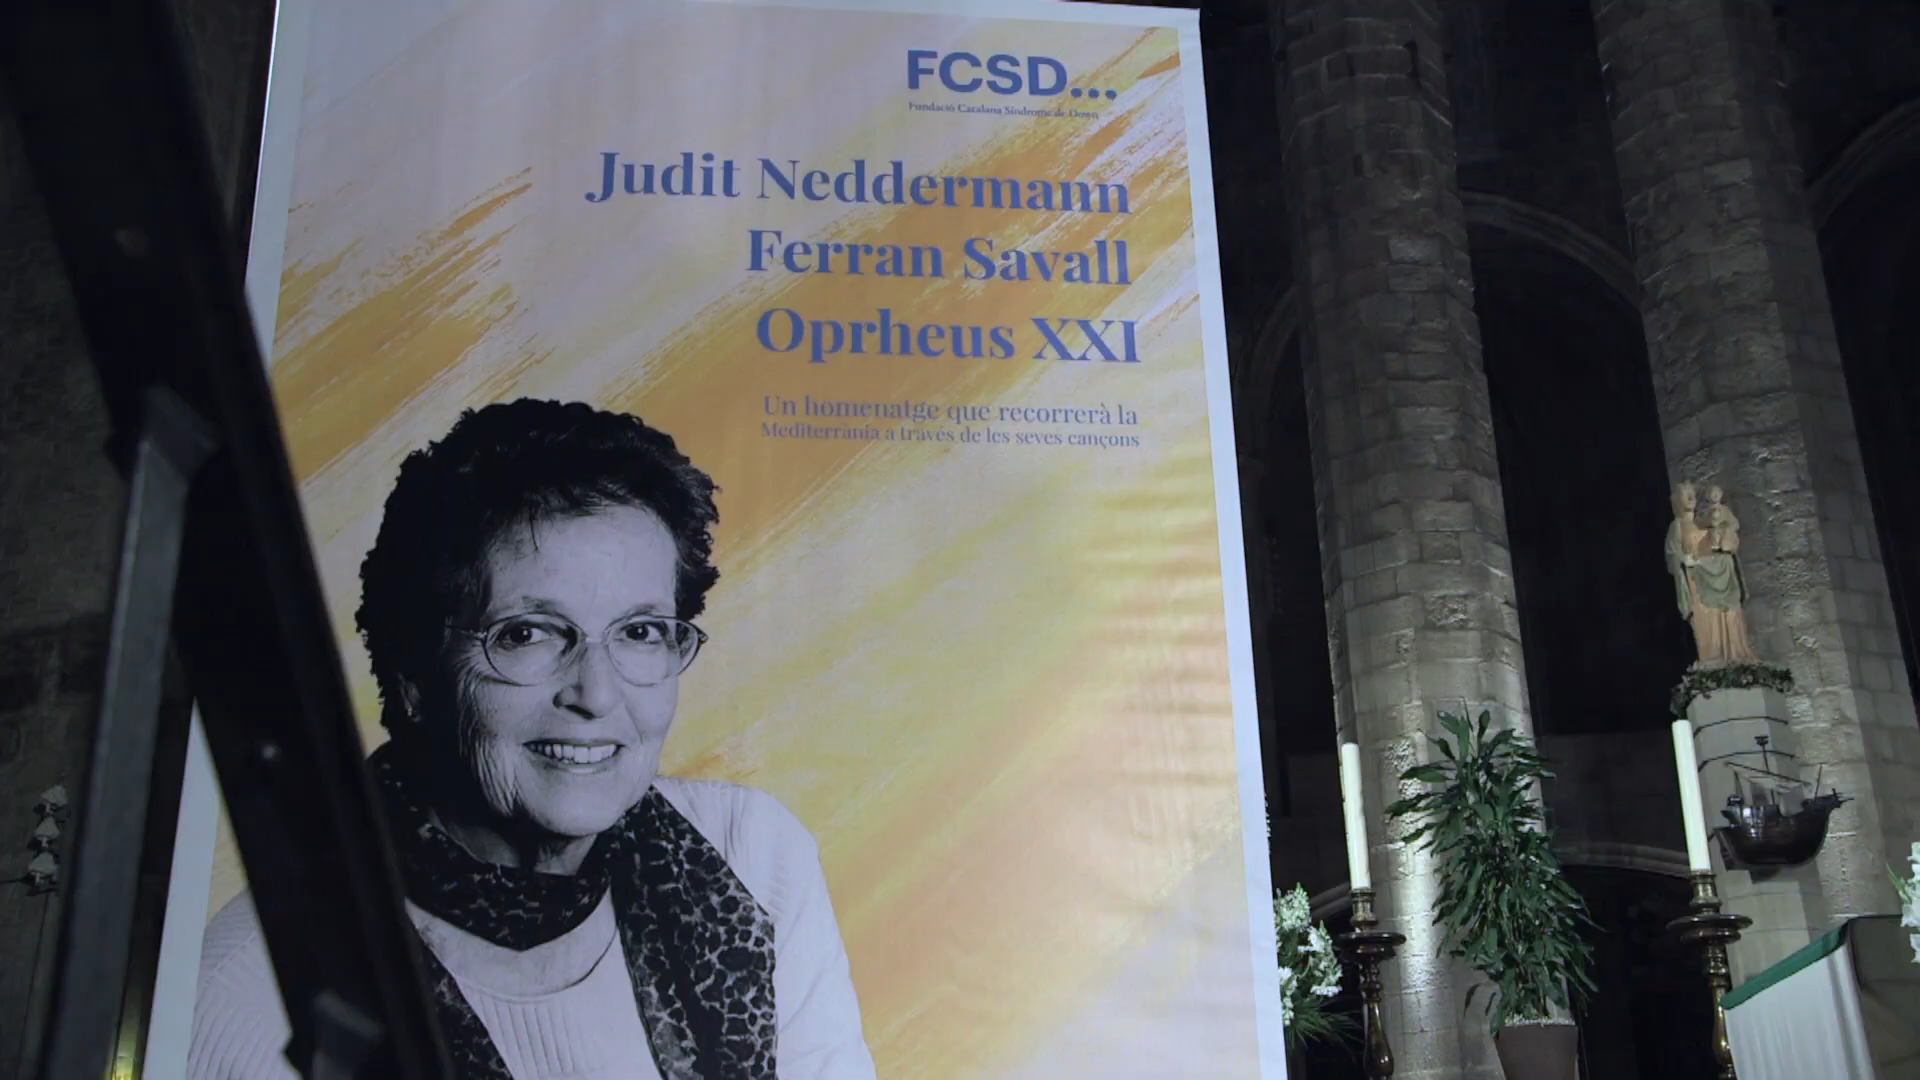 FCSD...
Fundació Catalana Síndrome de Down
Judit Neddermann
Ferran Savall
Oprheus XXI
Un homenatge que recorrerà la
Mediterrània a través de les seves cançons